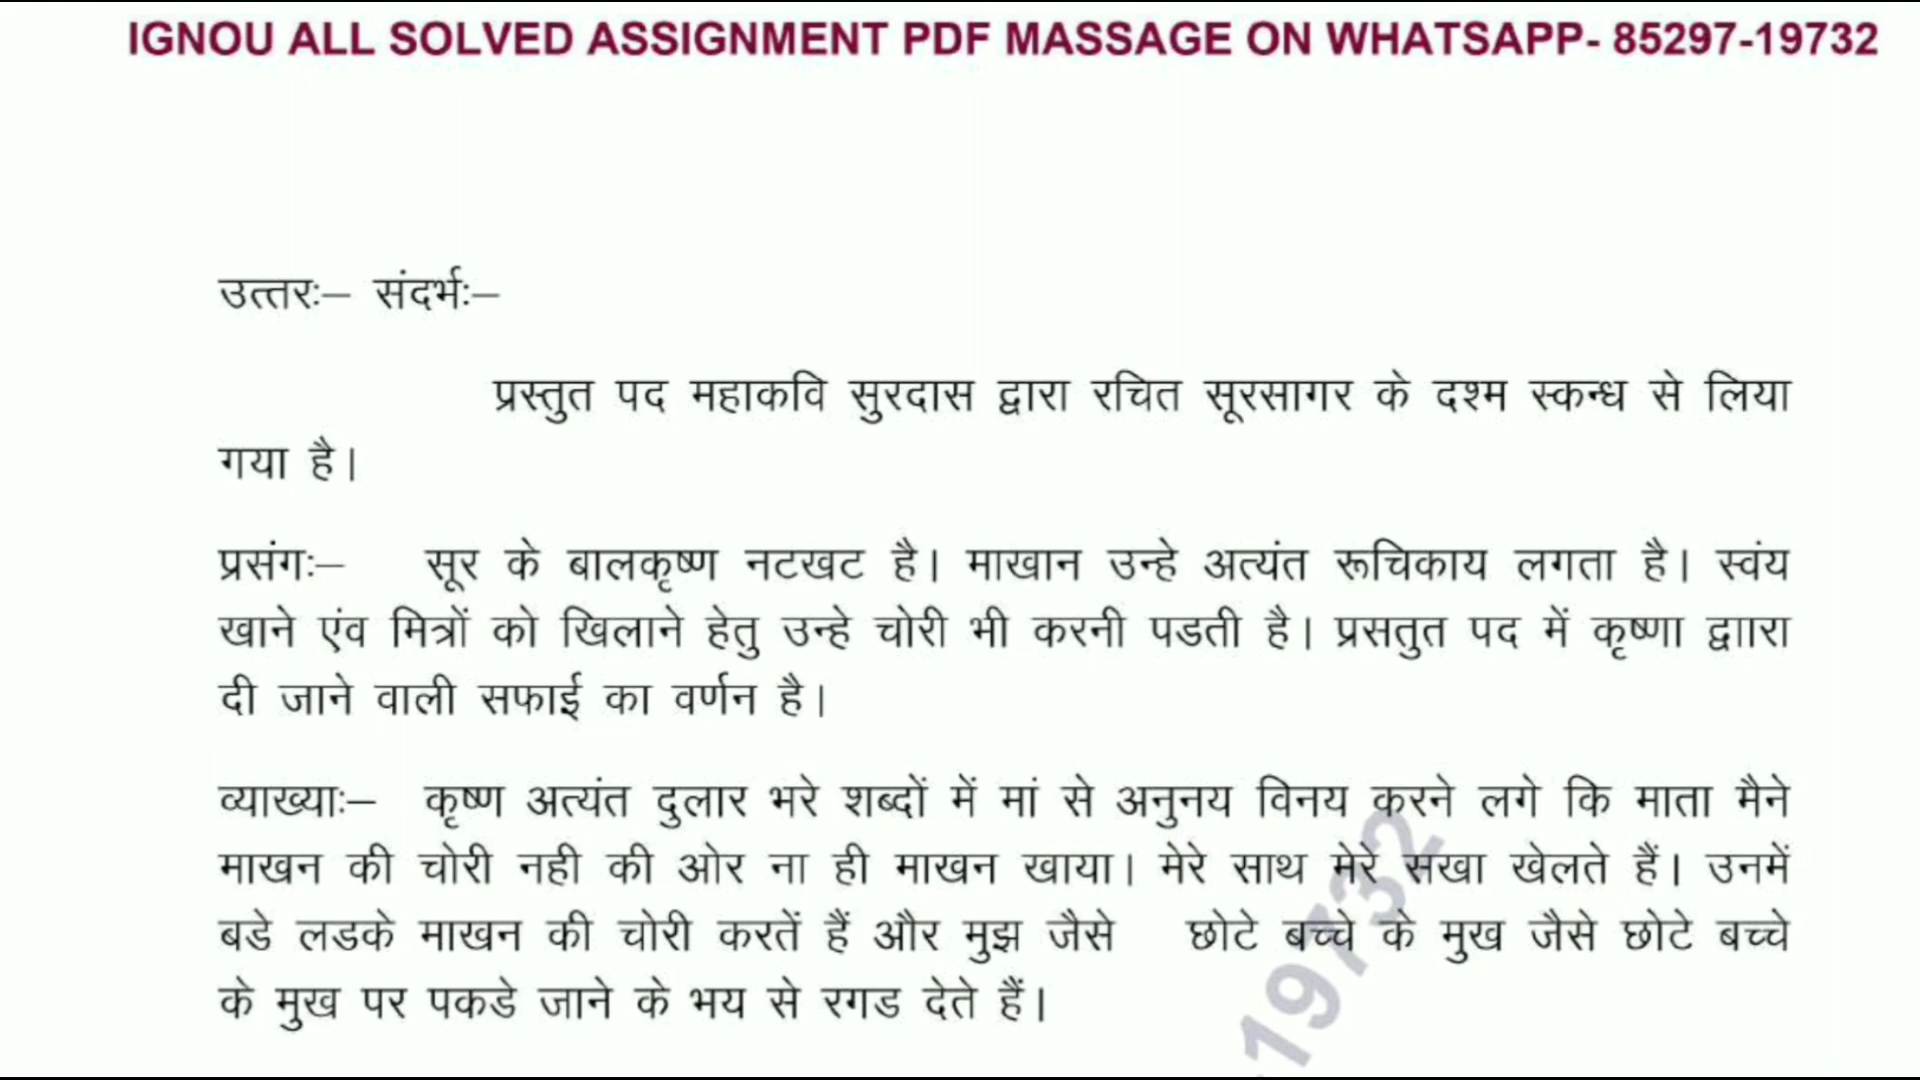 IGNOU ALL SOLVED ASSIGNMENT PDF MASSAGE ON WHATSAPP- 85297-19732
उत्तरः– संदर्भः–
प्रस्तुत पद महाकवि सुरदास द्वारा रचित सूरसागर के दश्म स्कन्ध से लिया
गया है।
प्रसंगः– सूर के बालकृष्ण नटखट है। माखान उन्हे अत्यंत रूचिकाय लगता है। स्वंय
खाने एंव मित्रों को खिलाने हेतु उन्हे चोरी भी करनी पडती है। प्रसतुत पद में कृष्णा द्वाारा
दी जाने वाली सफाई का वर्णन है।
व्याख्याः– कृष्ण अत्यंत दुलार भरे शब्दों में मां से अनुनय विनय करने लगे कि माता मैने
माखन की चोरी नही की ओर ना ही माखन खाया। मेरे साथ मेरे सखा खेलते हैं। उनमें
बडे लडके माखन की चोरी करतें हैं और मुझ जैसे छोटे बच्चे के मुख जैसे छोटे बच्चे
के मुख पर पकडे जाने के भय से रगड देते हैं।
19732